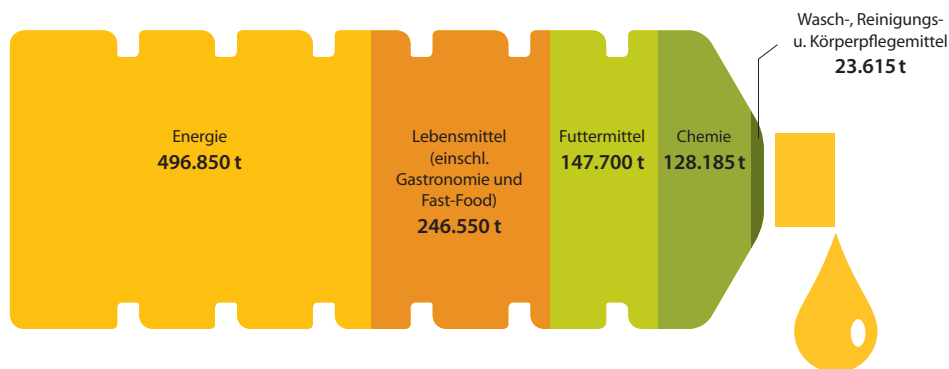 Wasch-, Reinigungs-
u. Körperpflegemittel
23.615 t
Energie
496.850 t
Lebensmittel
(einschl.
Gastronomie und
Fast-Food)
246.550 t
Futtermittel
147.700 t
Chemie
128.185 t